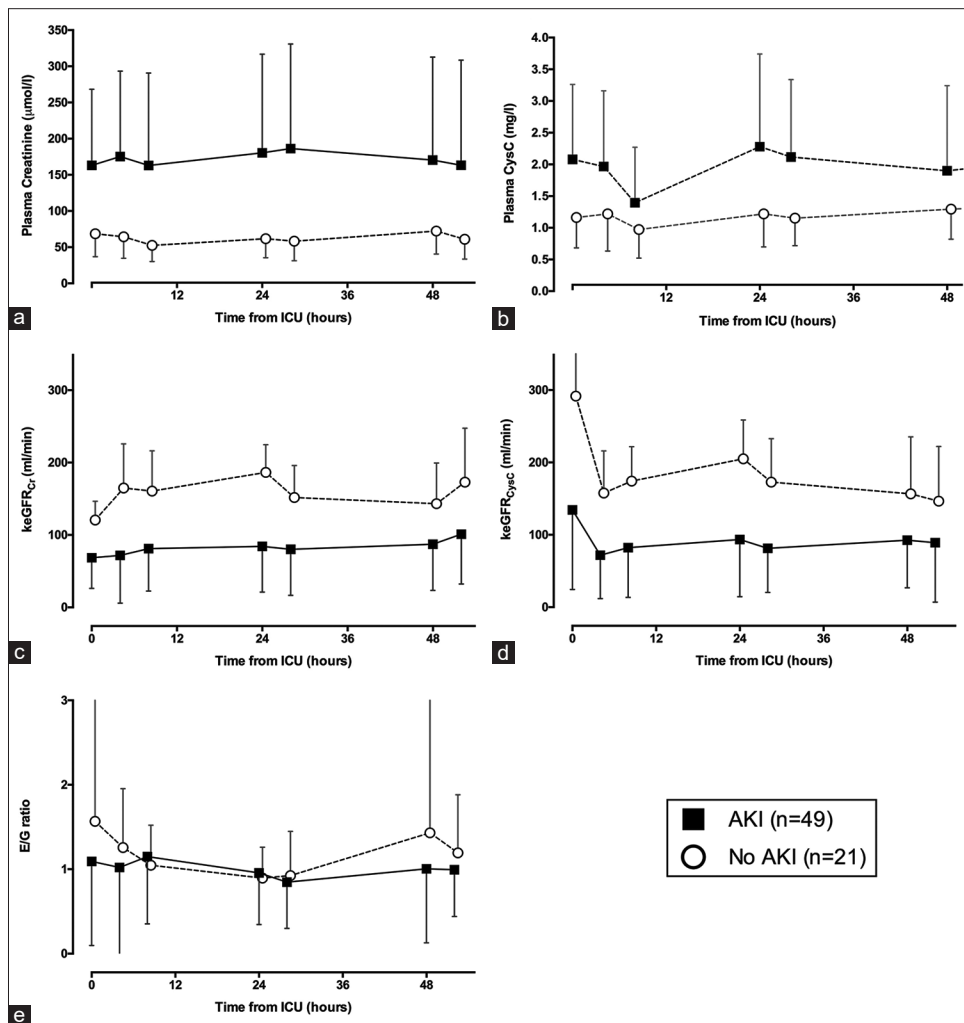 350
300
250
200
150
100
50
0
Plasma Creatinine (μmol/l)
12 24 36 48
Time from ICU (hours)
a
4.0
3.5
3.0
2.5
2.0
1.5
1.0
0.5
0.0
Plasma CysC (mg/l)
12 24 36 48
Time from ICU (hours)
b
300
200
100
0
keGFRCr (ml/min)
0 12 24 36 48
Time from ICU (hours)
c
300
200
100
0
keGFRCysC (ml/min)
0 12 24 36 48
Time from ICU (hours)
d
3
2
1
0
E/G ratio
0 12 24 36 48
Time from ICU (hours)
e
AKI (n=49)
No AKI (n=21)